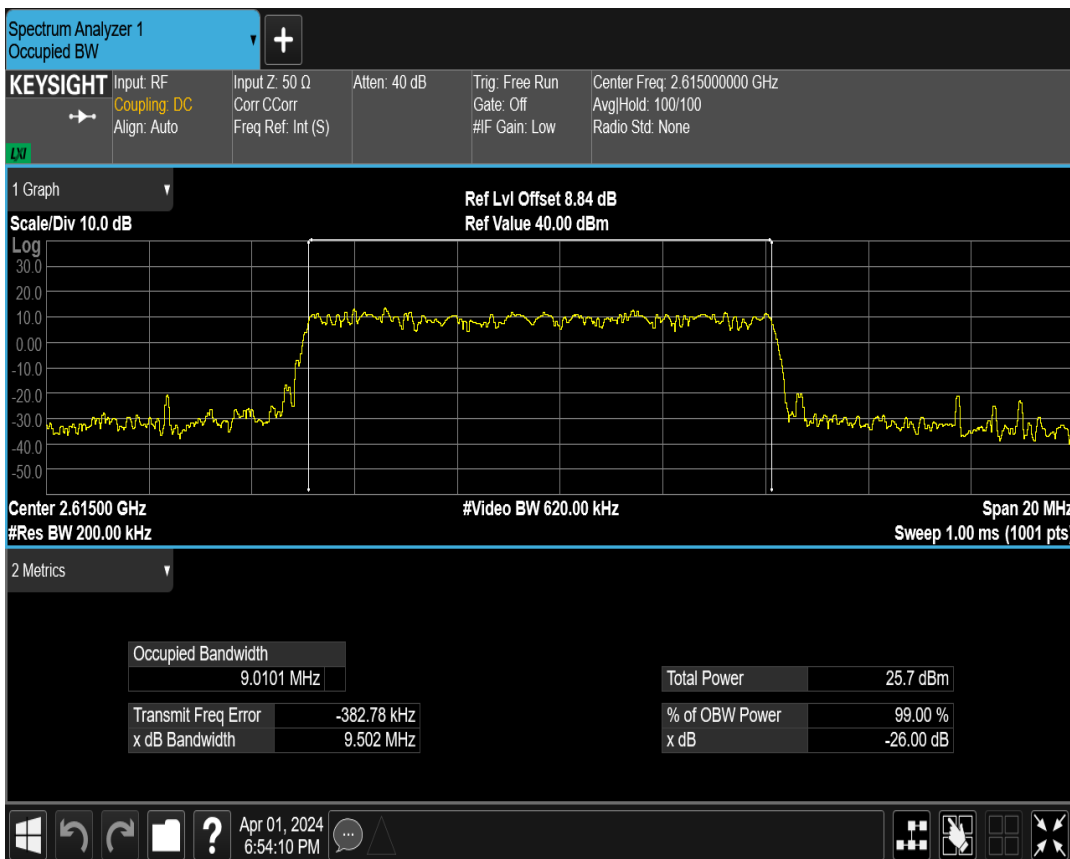 Spectrum Analyzer 1
Occupied BW
KEYSIGHT
LXI
Input: RF
Coupling: DC
Align: Auto
Input Z: 50 Ω
Corr CCorr
Freq Ref: Int (S)
Atten: 40 dB
Trig: Free Run
Gate: Off
#IF Gain: Low
Center Freq: 2.615000000 GHz
Avg|Hold: 100/100
Radio Std: None
1 Graph
Scale/Div 10.0 dB
Ref Lvl Offset 8.84 dB
Ref Value 40.00 dBm
Log
30.0
20.0
10.0
0.00
-10.0
-20.0
-30.0
-40.0
-50.0
Center 2.61500 GHz
#Video BW 620.00 kHz
Span 20 MHz
#Res BW 200.00 kHz
Sweep 1.00 ms (1001 pts)
2 Metrics
Occupied Bandwidth
9.0101 MHz
Total Power 25.7 dBm
Transmit Freq Error -382.78 kHz
% of OBW Power 99.00 %
x dB Bandwidth 9.502 MHz
x dB -26.00 dB
?
Apr 01, 2024
6:54:10 PM